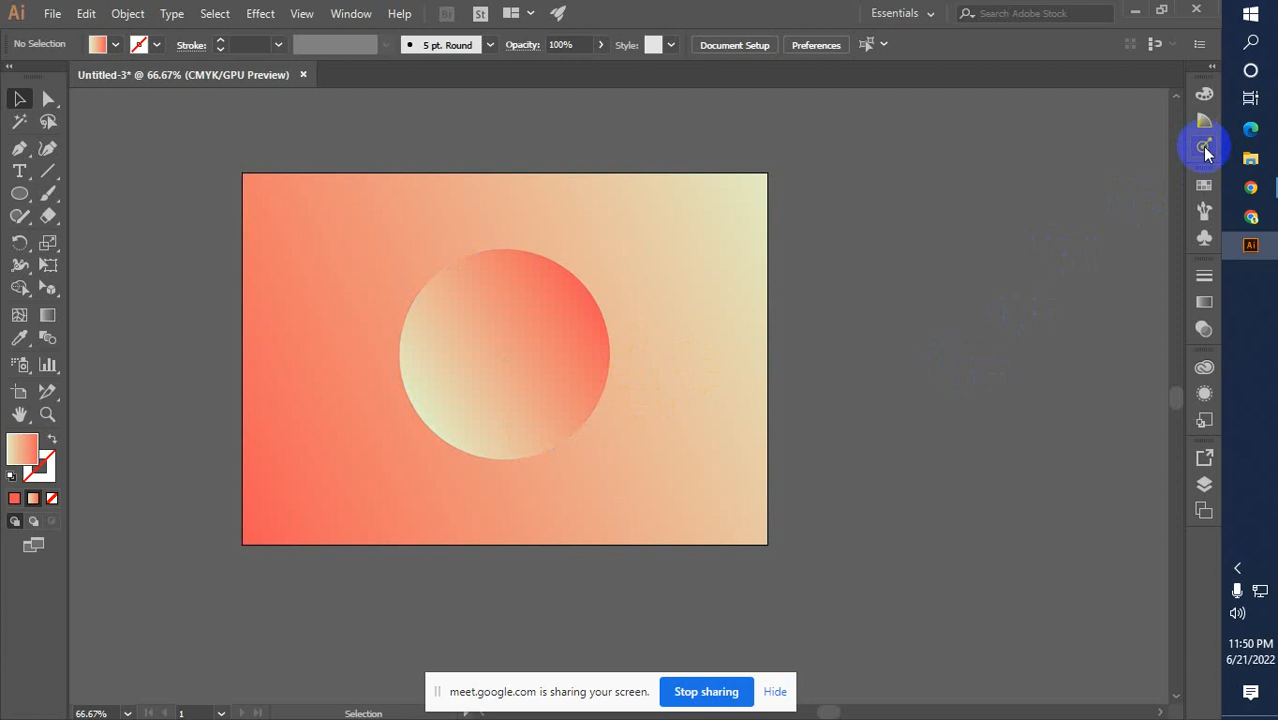 Ai File Edit Object Type Select Effect View Window Help Br St Essentials Search Adobe Stock
No Selection Stroke: 5 pt. Round Opacity: 100% Style: Document Setup Preferences
Untitled-3* @ 66.67% (CMYK/GPU Preview)
T
Ai
meet.google.com is sharing your screen. Stop sharing Hide
11:50 PM
6/21/2022
66.67% 1 Selection